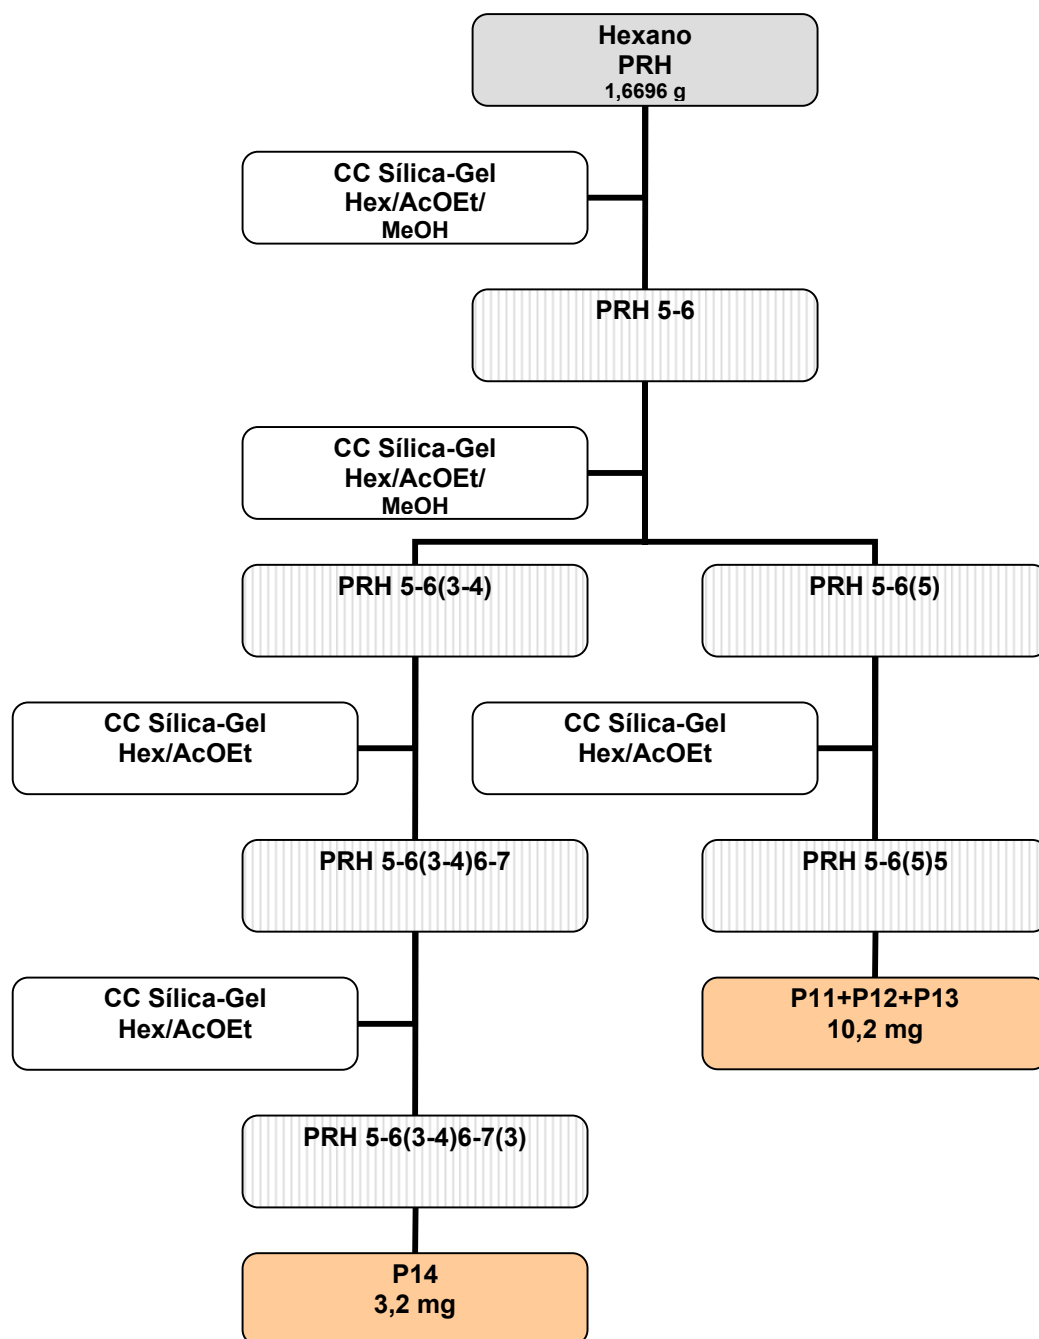 Hexano
PRH
1,6696 g
CC Sílica-Gel
Hex/AcOEt/
MeOH
PRH 5-6
CC Sílica-Gel
Hex/AcOEt/
MeOH
PRH 5-6(3-4)
PRH 5-6(5)
CC Sílica-Gel
Hex/AcOEt
CC Sílica-Gel
Hex/AcOEt
PRH 5-6(3-4)6-7
PRH 5-6(5)5
CC Sílica-Gel
Hex/AcOEt
P11+P12+P13
10,2 mg
PRH 5-6(3-4)6-7(3)
P14
3,2 mg